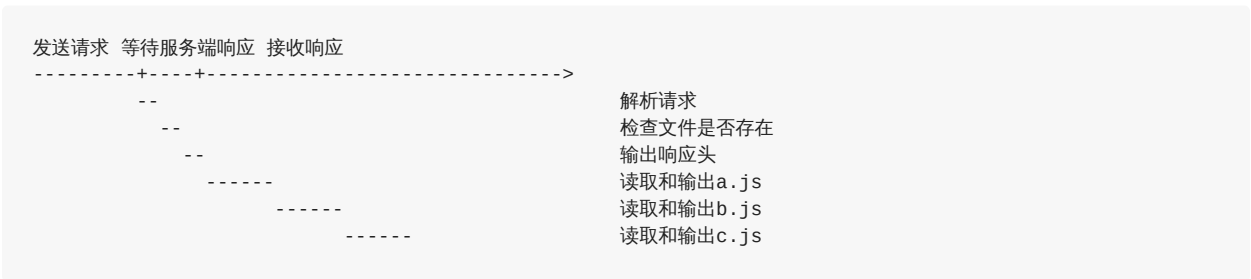 发送请求 等待服务端响应 接收响应
---------+----+------------------------------->
         --                                        解析请求
           --                                      检查文件是否存在
             --                                    输出响应头
               ------                              读取和输出a.js
                     ------                        读取和输出b.js
                           ------                  读取和输出c.js